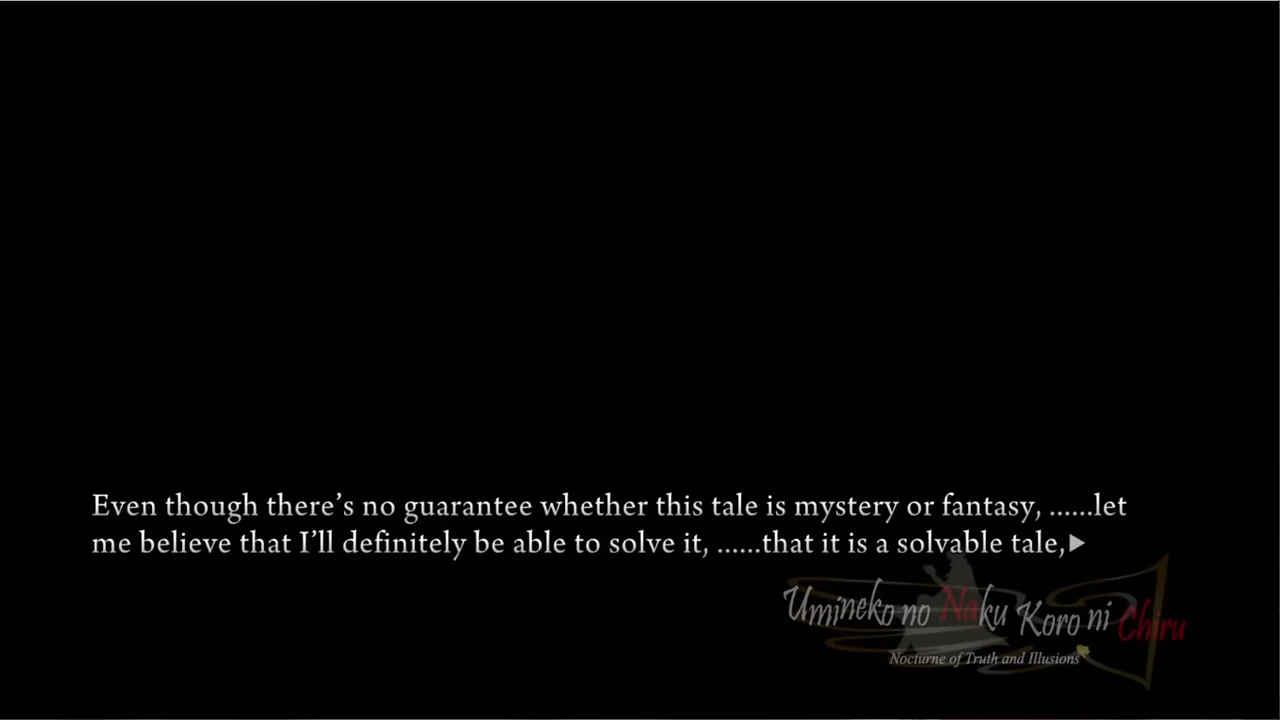 Even though there's no guarantee whether this tale is mystery or fantasy, ......let
me believe that I'll definitely be able to solve it, ......that it is a solvable tale,
Umineko no Naku Koro ni Chiru
Nocturne of Truth and Illusions